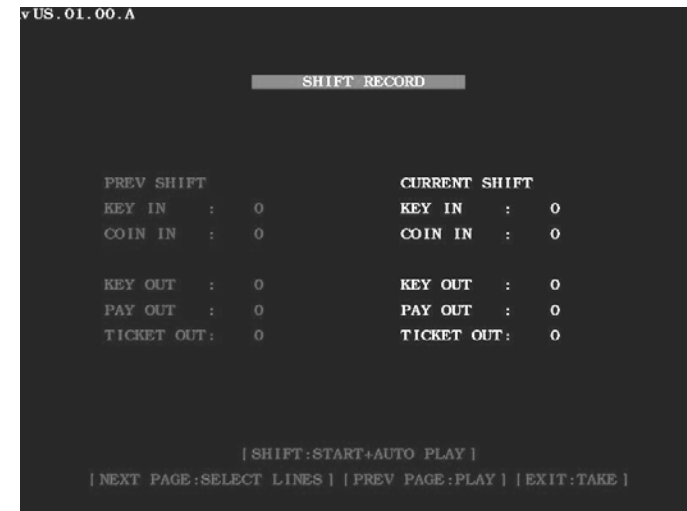 v US.01.00.A
SHIFT RECORD
PREV SHIFT CURRENT SHIFT
KEY IN : 0 KEY IN : 0
COIN IN : 0 COIN IN : 0
KEY OUT : 0 KEY OUT : 0
PAY OUT : 0 PAY OUT : 0
TICKET OUT: 0 TICKET OUT: 0
[SHIFT:START+AUTO PLAY]
[NEXT PAGE:SELECT LINES] [PREV PAGE:PLAY] [EXIT:TAKE]